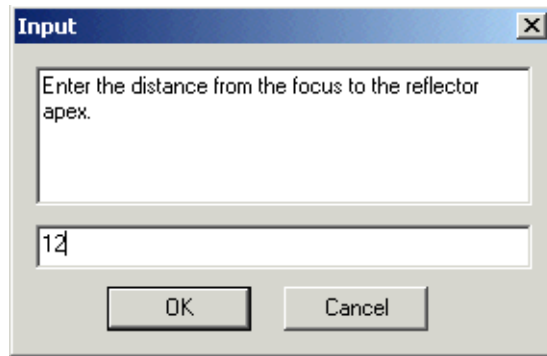 Input
Enter the distance from the focus to the reflector
apex.
12
OK
Cancel